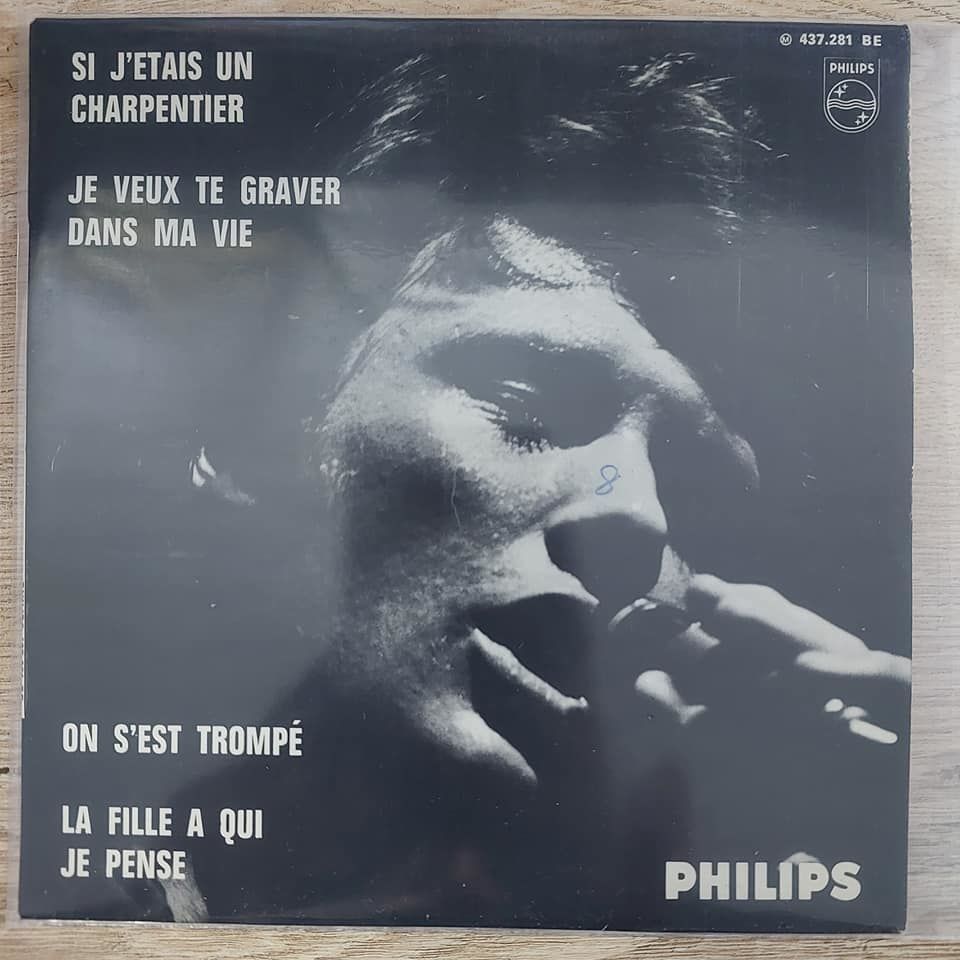 Ⓜ 437.281 BE
PHILIPS
SI J'ETAIS UN
CHARPENTIER
JE VEUX TE GRAVER
DANS MA VIE
8
ON S'EST TROMPÉ
LA FILLE A QUI
JE PENSE
PHILIPS